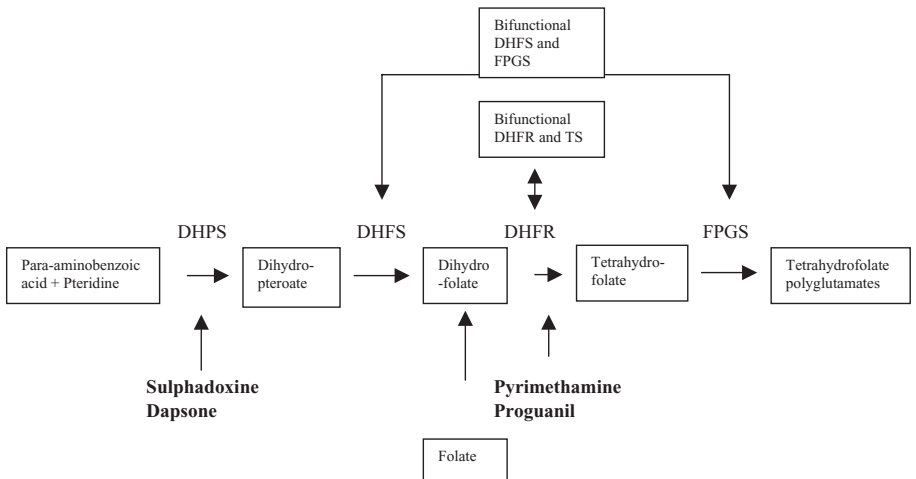 Bifunctional
DHFS and
FPGS
Bifunctional
DHFR and TS
DHPS
DHFS
DHFR
FPGS
Para-aminobenzoic
acid + Pteridine
Dihydro-
pteroate
Dihydro
-folate
Tetrahydro-
folate
Tetrahydrofolate
polyglutamates
Sulphadoxine
Dapsone
Pyrimethamine
Proguanil
Folate